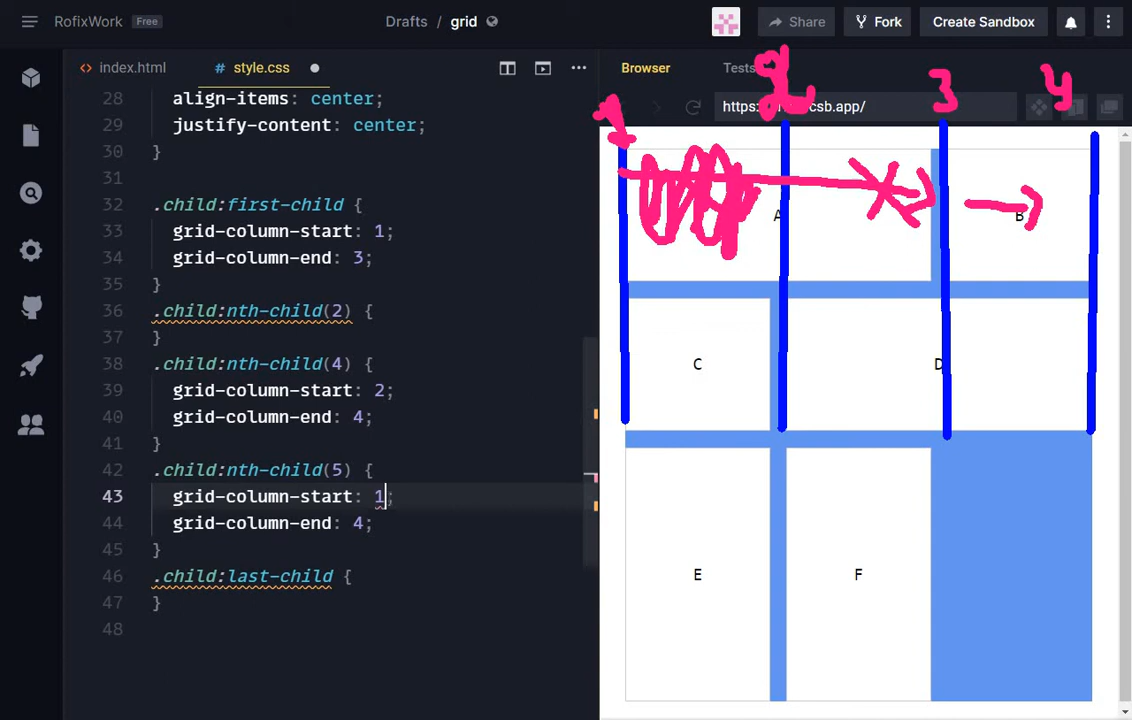 RofixWork Free Drafts / grid Share Fork Create Sandbox
index.html # style.css Browser Tests
https: csb.app/
1 2 3 4
28 align-items: center;
29 justify-content: center;
30 }
31
32 .child:first-child {
33 grid-column-start: 1;
34 grid-column-end: 3;
35 }
36 .child:nth-child(2) {
37 }
38 .child:nth-child(4) {
39 grid-column-start: 2;
40 grid-column-end: 4;
41 }
42 .child:nth-child(5) {
43 grid-column-start: 1;
44 grid-column-end: 4;
45 }
46 .child:last-child {
47 }
48
A B
C D
E F